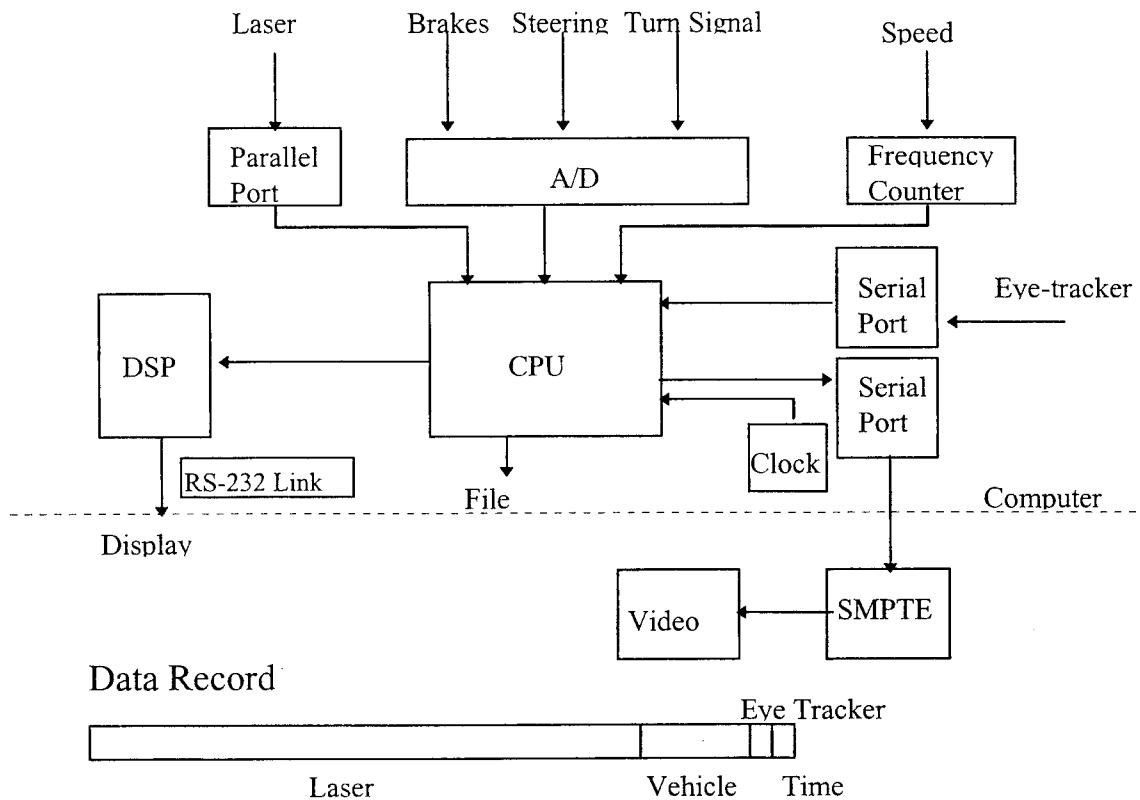 Laser
Brakes
Steering
Turn Signal
Speed
Parallel
Port
A/D
Frequency
Counter
Serial
Port
Eye-tracker
DSP
CPU
Serial
Port
Clock
RS-232 Link
File
Computer
Display
Video
SMPTE
Data Record
Eye Tracker
Laser
Vehicle
Time